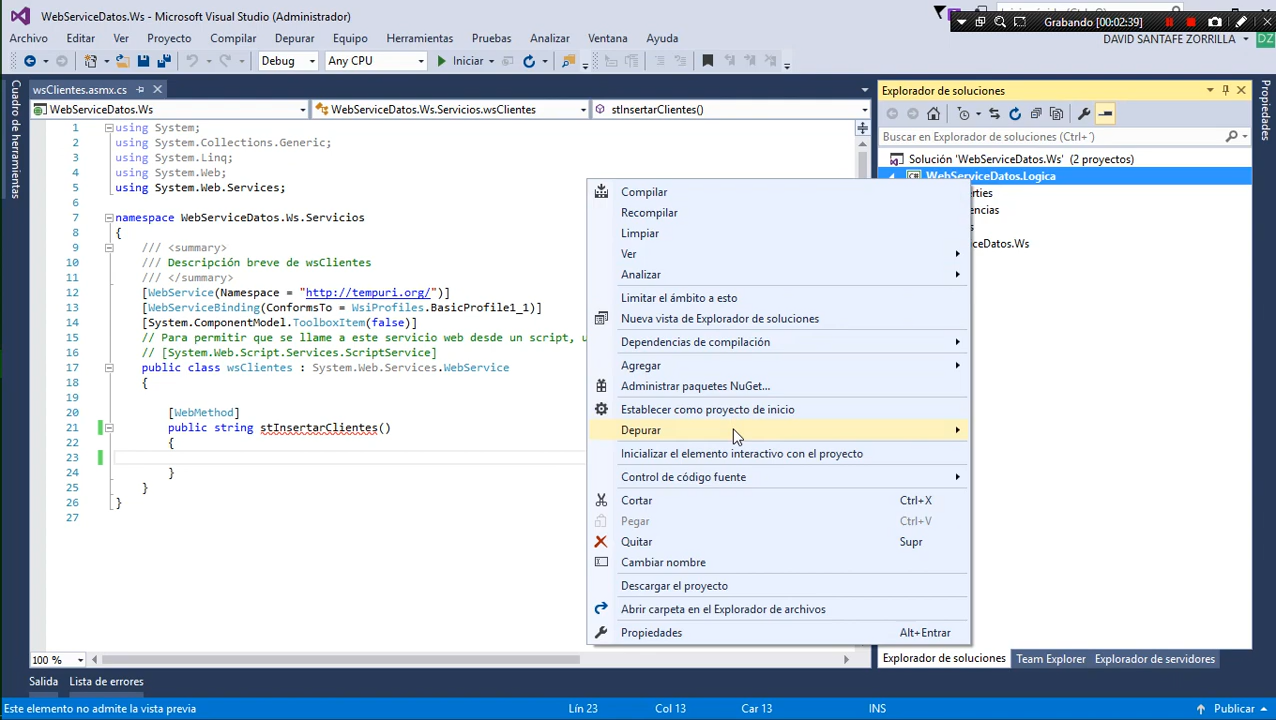 WebServiceDatos.Ws - Microsoft Visual Studio (Administrador)
Grabando [00:02:39]
Archivo Editar Ver Proyecto Compilar Depurar Equipo Herramientas Pruebas Analizar Ventana Ayuda
DAVID SANTAFE ZORRILLA DZ
Debug Any CPU Iniciar
wsClientes.asmx.cs
WebServiceDatos.Ws WebServiceDatos.Ws.Servicios.wsClientes stInsertarClientes()
Cuadro de herramientas
1 using System;
2 using System.Collections.Generic;
3 using System.Linq;
4 using System.Web;
5 using System.Web.Services;
6
7 namespace WebServiceDatos.Ws.Servicios
8 {
9 /// <summary>
10 /// Descripción breve de wsClientes
11 /// </summary>
12 [WebService(Namespace = "http://tempuri.org/")]
13 [WebServiceBinding(ConformsTo = WsiProfiles.BasicProfile1_1)]
14 [System.ComponentModel.ToolboxItem(false)]
15 // Para permitir que se llame a este servicio web desde un script, u
16 // [System.Web.Script.Services.ScriptService]
17 public class wsClientes : System.Web.Services.WebService
18 {
19
20 [WebMethod]
21 public string stInsertarClientes()
22 {
23
24 }
25 }
26 }
27
Compilar
Recompilar
Limpiar
Ver
Analizar
Limitar el ámbito a esto
Nueva vista de Explorador de soluciones
Dependencias de compilación
Agregar
Administrar paquetes NuGet...
Establecer como proyecto de inicio
Depurar
Inicializar el elemento interactivo con el proyecto
Control de código fuente
Cortar Ctrl+X
Pegar Ctrl+V
Quitar Supr
Cambiar nombre
Descargar el proyecto
Abrir carpeta en el Explorador de archivos
Propiedades Alt+Entrar
Explorador de soluciones
Buscar en Explorador de soluciones (Ctrl+´)
Solución 'WebServiceDatos.Ws' (2 proyectos)
C# WebServiceDatos.Logica
rties
encias
s
ceDatos.Ws
Propiedades
100 %
Explorador de soluciones Team Explorer Explorador de servidores
Salida Lista de errores
Este elemento no admite la vista previa Lín 23 Col 13 Car 13 INS Publicar